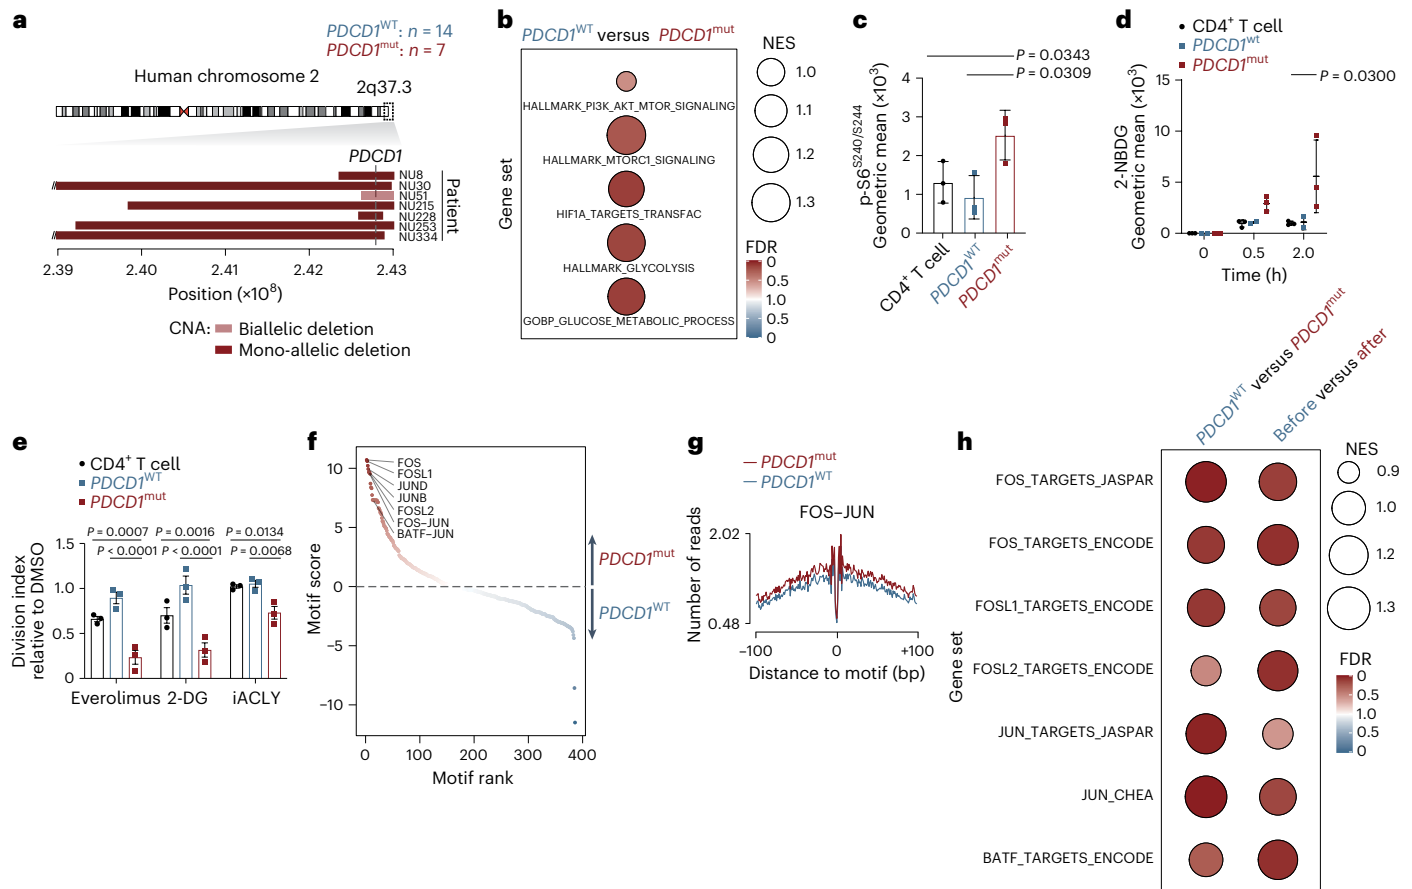 a
PDCD1WT: n = 14
PDCD1mut: n = 7
Human chromosome 2
2q37.3
PDCD1
NU8
NU30
NU51
NU215
NU228
NU253
NU334
Patient
2.39 2.40 2.41 2.42 2.43
Position (×10⁸)
CNA: Biallelic deletion
Mono-allelic deletion
b
PDCD1WT versus PDCD1mut
Gene set
HALLMARK_PI3K_AKT_MTOR_SIGNALING
HALLMARK_MTORC1_SIGNALING
HIF1A_TARGETS_TRANSFAC
HALLMARK_GLYCOLYSIS
GOBP_GLUCOSE_METABOLIC_PROCESS
NES
1.0
1.1
1.2
1.3
FDR
0
0.5
1.0
0.5
0
c
P = 0.0343
P = 0.0309
p-S6S240/S244
Geometric mean (×10³)
4
3
2
1
0
CD4⁺ T cell
PDCD1WT
PDCD1mut
d
CD4⁺ T cell
PDCD1wt
PDCD1mut
P = 0.0300
2-NBDG
Geometric mean (×10³)
15
10
5
0
0 0.5 2.0
Time (h)
e
CD4⁺ T cell
PDCD1WT
PDCD1mut
P = 0.0007 P = 0.0016 P = 0.0134
P < 0.0001 P < 0.0001 P = 0.0068
Division index
relative to DMSO
1.5
1.0
0.5
0
Everolimus 2-DG iACLY
f
Motif score
10
5
0
−5
−10
FOS
FOSL1
JUND
JUNB
FOSL2
FOS–JUN
BATF–JUN
PDCD1mut
PDCD1WT
0 100 200 300 400
Motif rank
g
PDCD1mut
PDCD1WT
FOS–JUN
Number of reads
2.02
0.48
−100 0 +100
Distance to motif (bp)
h
PDCD1WT versus PDCD1mut
Before versus after
Gene set
FOS_TARGETS_JASPAR
FOS_TARGETS_ENCODE
FOSL1_TARGETS_ENCODE
FOSL2_TARGETS_ENCODE
JUN_TARGETS_JASPAR
JUN_CHEA
BATF_TARGETS_ENCODE
NES
0.9
1.0
1.2
1.3
FDR
0
0.5
1.0
0.5
0